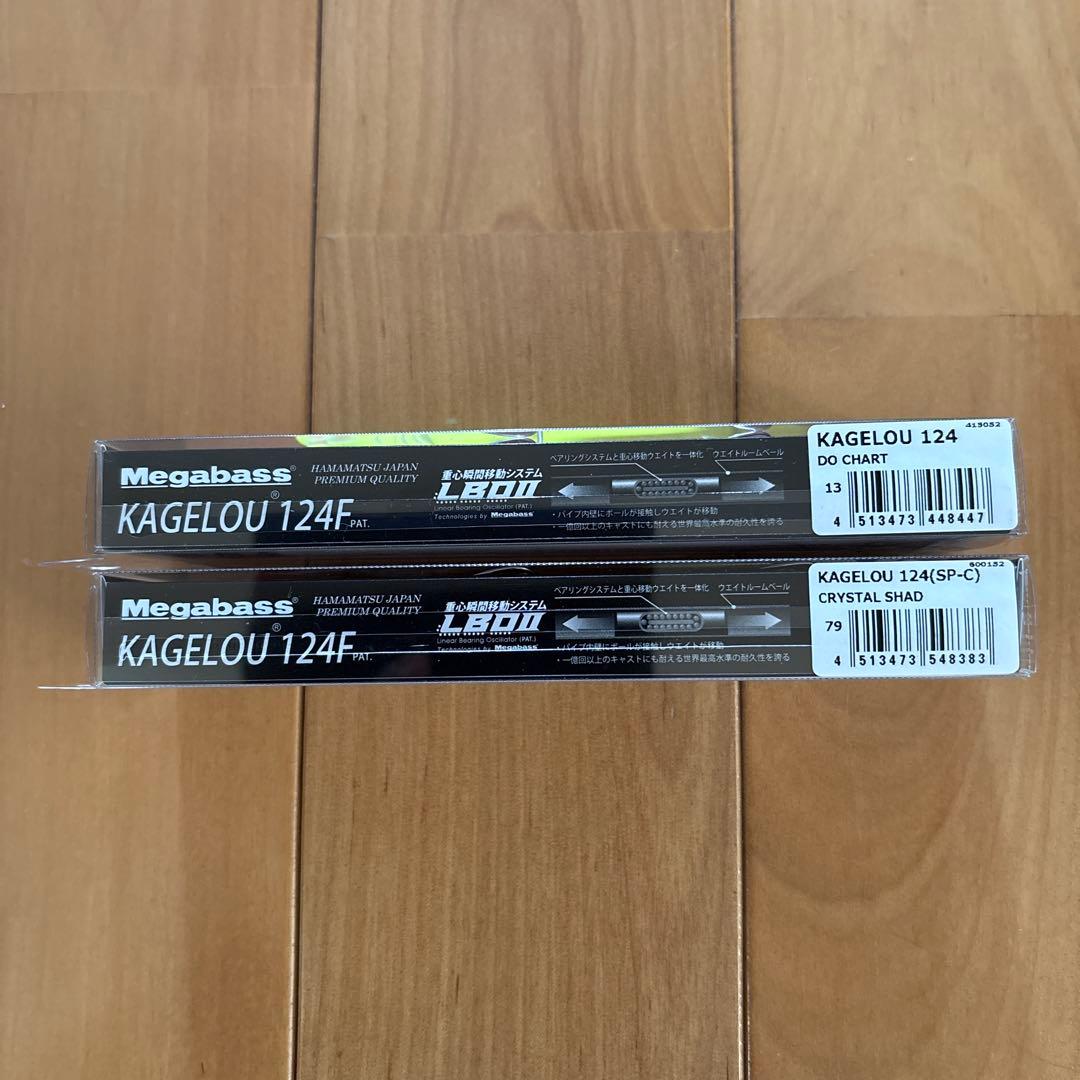 Megabass®
HAMAMATSU JAPAN
PREMIUM QUALITY
KAGELOU® 124F PAT.
重心瞬間移動システム
LBOII
Linear Bearing Oscillator (PAT.)
Technologies by Megabass®
ベアリングシステムと重心移動ウエイトを一体化 ウエイトルームベール
・パイプ内壁にボールが接触しウエイトが移動
・一億回以上のキャストにも耐える世界最高水準の耐久性を誇る
413052
KAGELOU 124
DO CHART
13
4 513473 448447
Megabass®
HAMAMATSU JAPAN
PREMIUM QUALITY
KAGELOU® 124F PAT.
重心瞬間移動システム
LBOII
Linear Bearing Oscillator (PAT.)
Technologies by Megabass®
ベアリングシステムと重心移動ウエイトを一体化 ウエイトルームベール
・パイプ内壁にボールが接触しウエイトが移動
・一億回以上のキャストにも耐える世界最高水準の耐久性を誇る
600152
KAGELOU 124(SP-C)
CRYSTAL SHAD
79
4 513473 548383